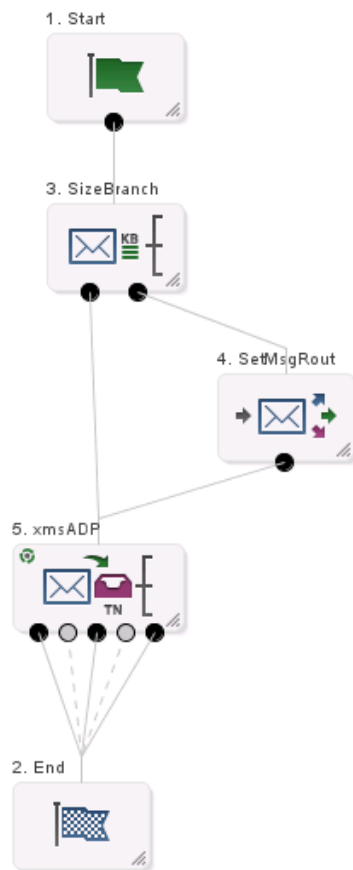 1. Start
3. SizeBranch
KB
4. SetMsgRout
5. xmsADP
TN
2. End